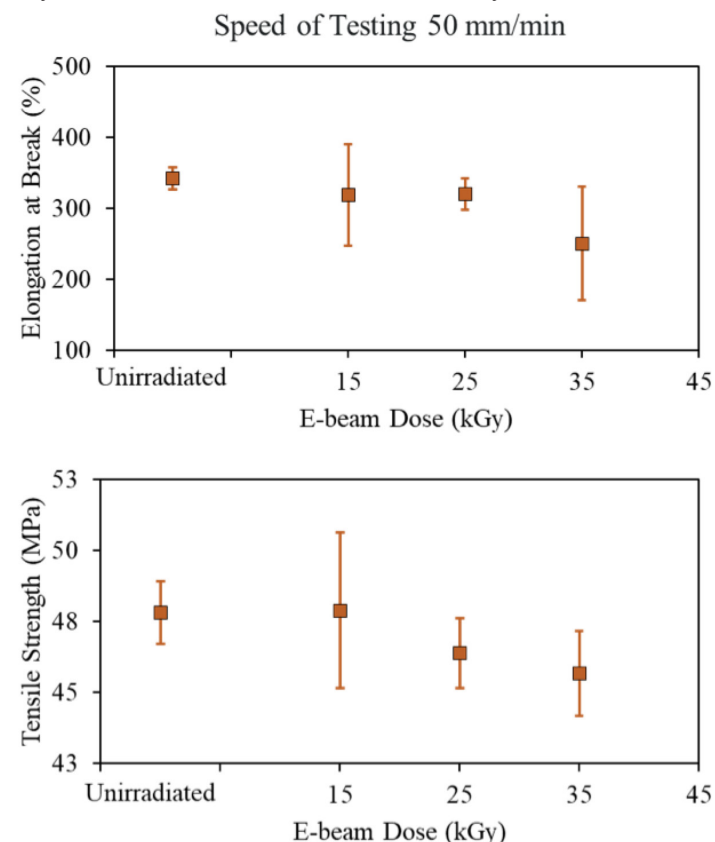 Speed of Testing 50 mm/min
Elongation at Break (%)
500
400
300
200
100
Unirradiated 15 25 35 45
E-beam Dose (kGy)
Tensile Strength (MPa)
53
50
48
45
43
Unirradiated 15 25 35 45
E-beam Dose (kGy)